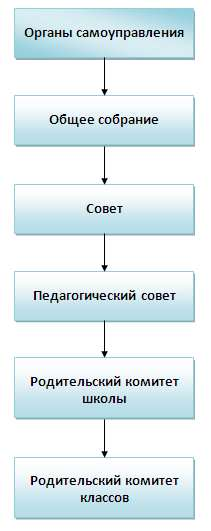 Органы самоуправления
Общее собрание
Совет
Педагогический совет
Родительский комитет
школы
Родительский комитет
классов